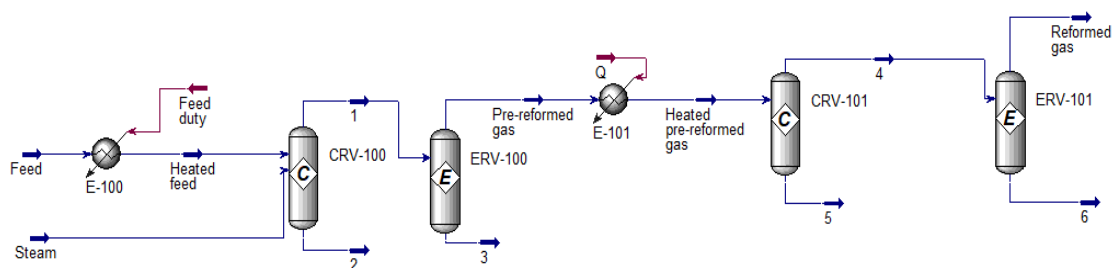 Feed
E-100
Feed
duty
Heated
feed
Steam
C
CRV-100
1
2
E
ERV-100
3
Pre-reformed
gas
Q
E-101
Heated
pre-reformed
gas
C
CRV-101
4
5
E
ERV-101
Reformed
gas
6